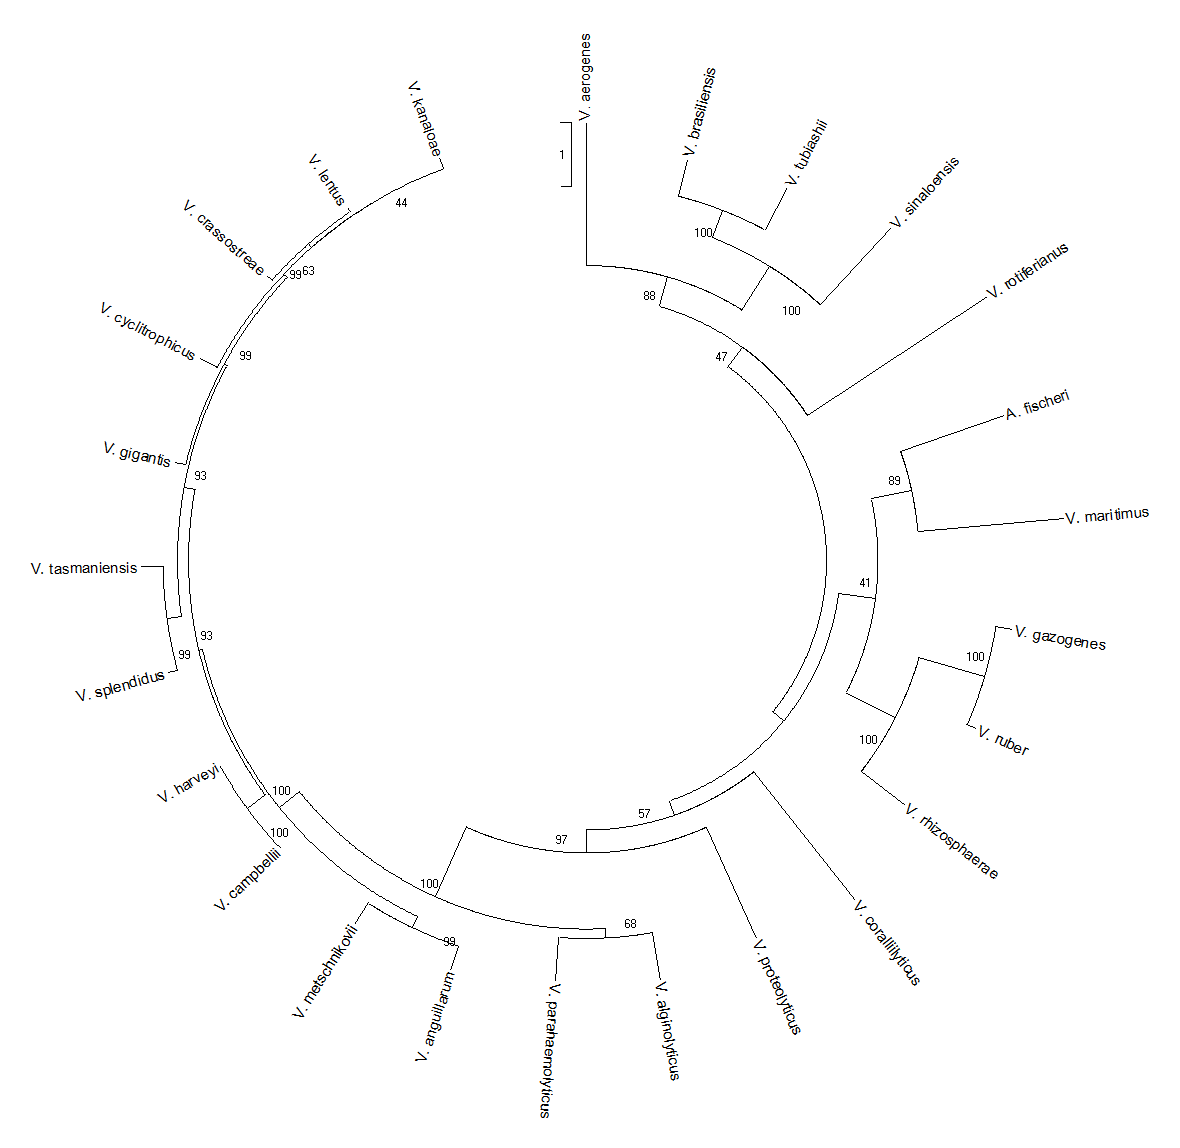 V. aerogenes
V. brasiliensis
V. tubiashii
V. sinaloensis
V. rotiferianus
A. fischeri
V. maritimus
V. gazogenes
V. ruber
V. rhizosphaerae
V. coralliilyticus
V. proteolyticus
V. alginolyticus
V. parahaemolyticus
V. anguillarum
V. metschnikovii
V. campbellii
V. harveyi
V. splendidus
V. tasmaniensis
V. gigantis
V. cyclitrophicus
V. crassostreae
V. lentus
V. kanaloae
1
100
100
88
47
89
41
100
100
57
97
68
100
99
100
100
93
99
93
99
99
63
44